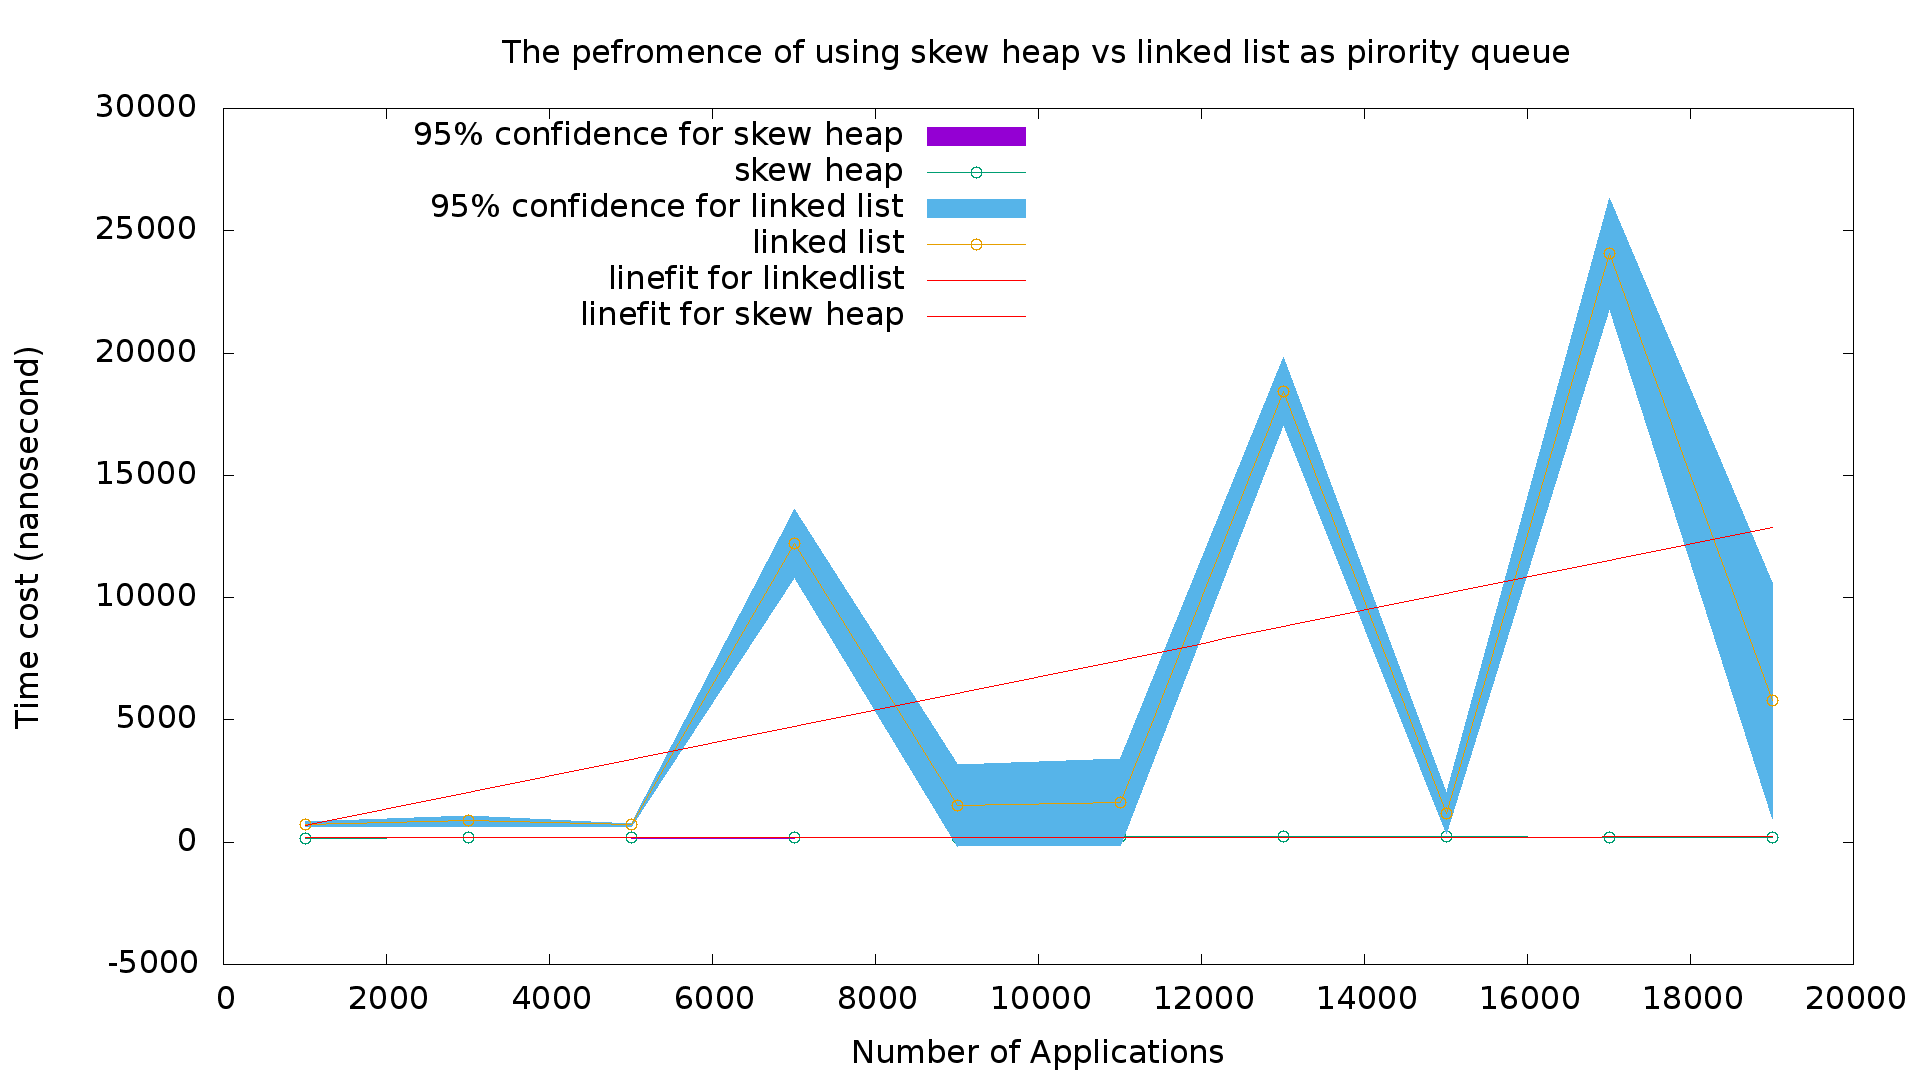 The pefromence of using skew heap vs linked list as pirority queue
30000
25000
20000
15000
10000
5000
0
-5000
Time cost (nanosecond)
95% confidence for skew heap
skew heap
95% confidence for linked list
linked list
linefit for linkedlist
linefit for skew heap
0 2000 4000 6000 8000 10000 12000 14000 16000 18000 20000
Number of Applications